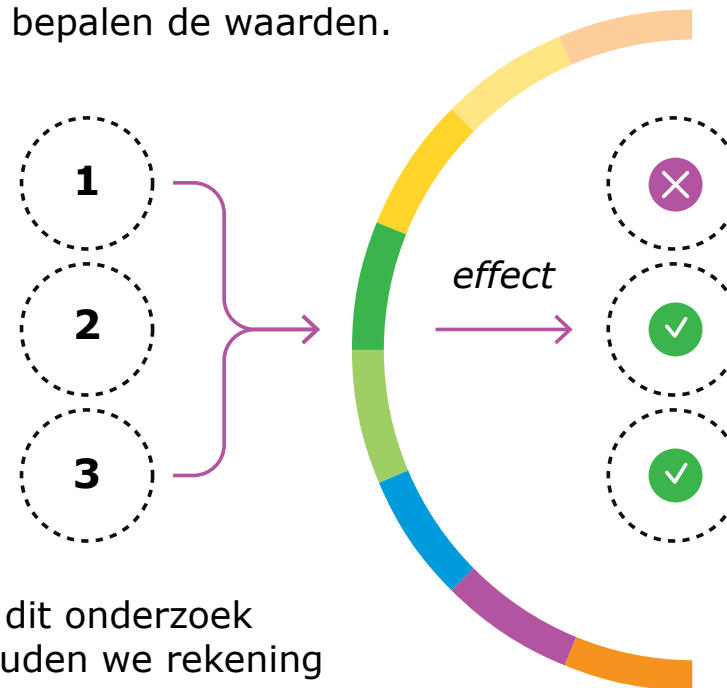 bepalen de waarden.
1
2
effect
3
dit onderzoek
uden we rekening